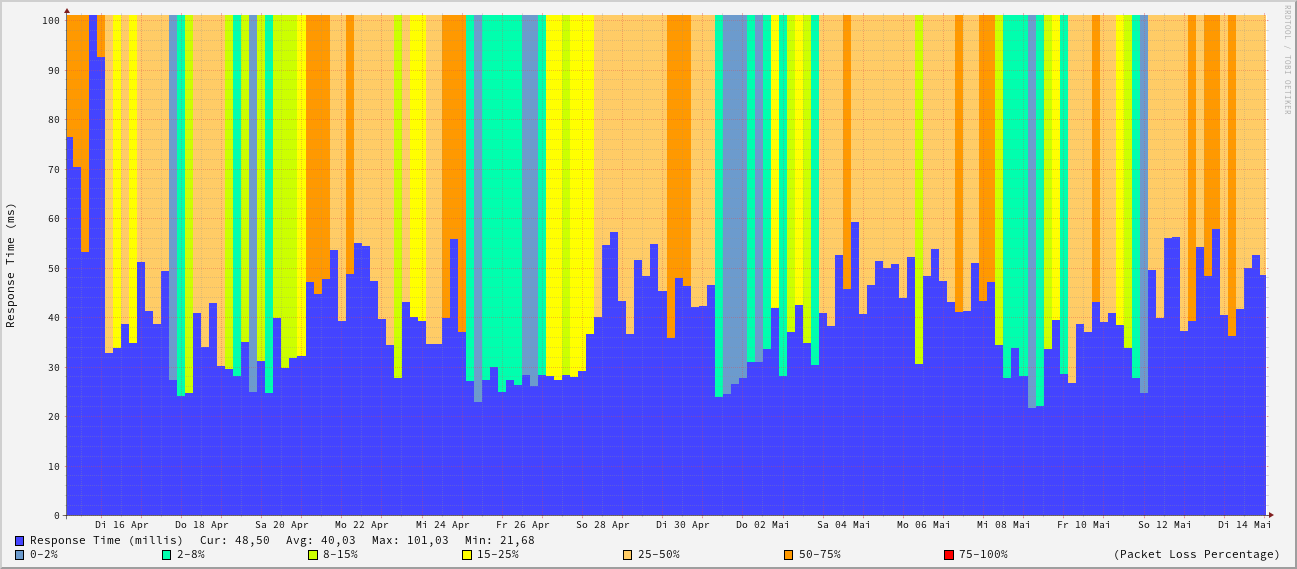 RRDTOOL / TOBI OETIKER
Response Time (ms)
100
90
80
70
60
50
40
30
20
10
0
Di 16 Apr Do 18 Apr Sa 20 Apr Mo 22 Apr Mi 24 Apr Fr 26 Apr So 28 Apr Di 30 Apr Do 02 Mai Sa 04 Mai Mo 06 Mai Mi 08 Mai Fr 10 Mai So 12 Mai Di 14 Mai
Response Time (millis) Cur: 48,50 Avg: 40,03 Max: 101,03 Min: 21,68
0-2% 2-8% 8-15% 15-25% 25-50% 50-75% 75-100% (Packet Loss Percentage)